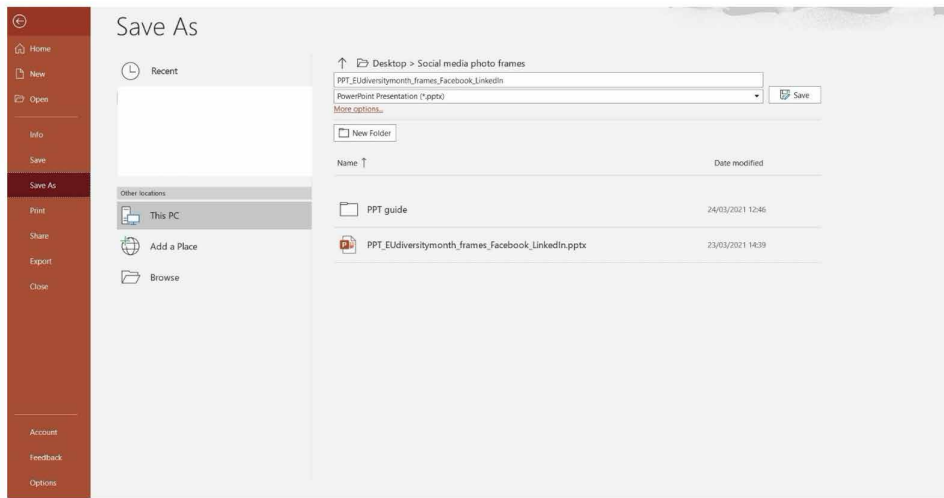 Save As
Home
New
Open
Info
Save
Save As
Print
Share
Export
Close
Account
Feedback
Options
Recent
Other locations
This PC
Add a Place
Browse
Desktop > Social media photo frames
PPT_EUdiversitymonth_frames_Facebook_LinkedIn
PowerPoint Presentation (*.pptx)
Save
More options...
New Folder
Name ↑ Date modified
PPT guide 24/03/2021 12:46
PPT_EUdiversitymonth_frames_Facebook_LinkedIn.pptx 23/03/2021 14:39